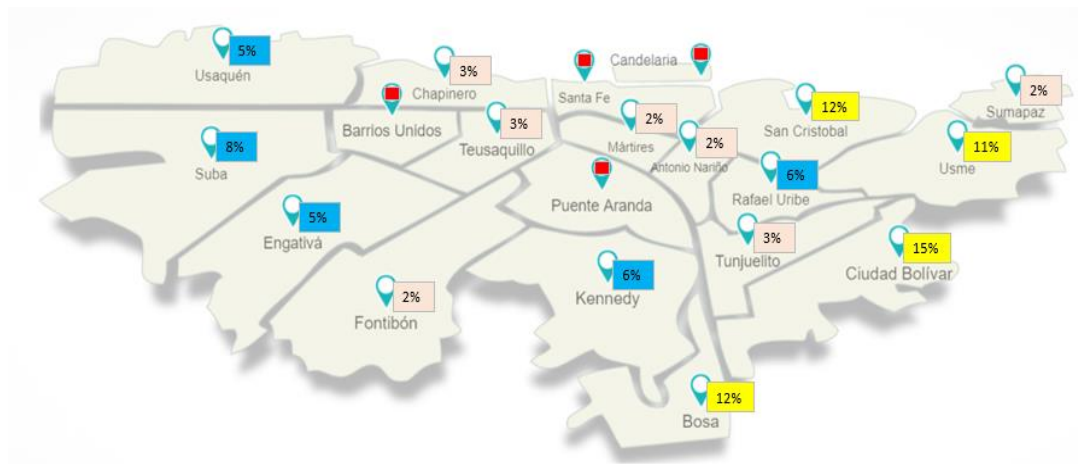 5%
Usaquén
3%
Chapinero
Candelaria
Santa Fe
2%
Sumapaz
12%
San Cristobal
Barrios Unidos
3%
Teusaquillo
2%
Mártires
2%
Antonio Nariño
11%
Usme
8%
Suba
6%
Rafael Uribe
Puente Aranda
5%
Engativá
3%
Tunjuelito
15%
Ciudad Bolívar
6%
Kennedy
2%
Fontibón
12%
Bosa